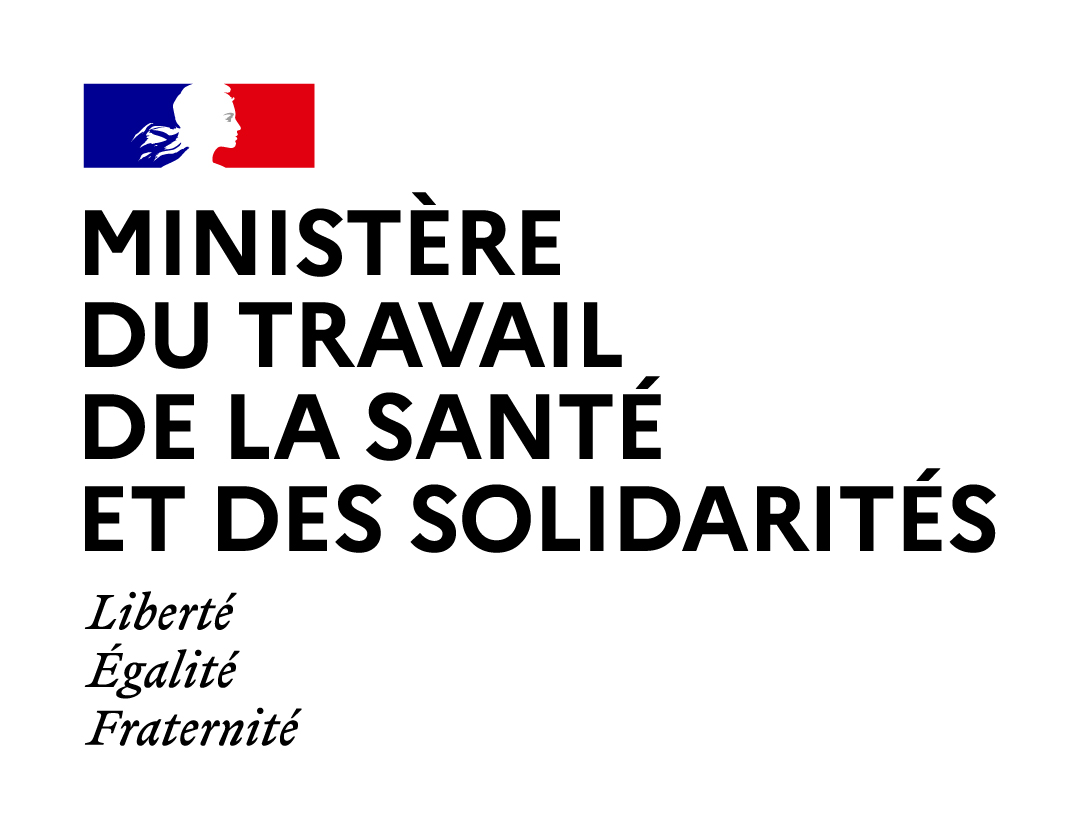 MINISTÈRE
DU TRAVAIL
DE LA SANTÉ
ET DES SOLIDARITÉS
Liberté
Égalité
Fraternité